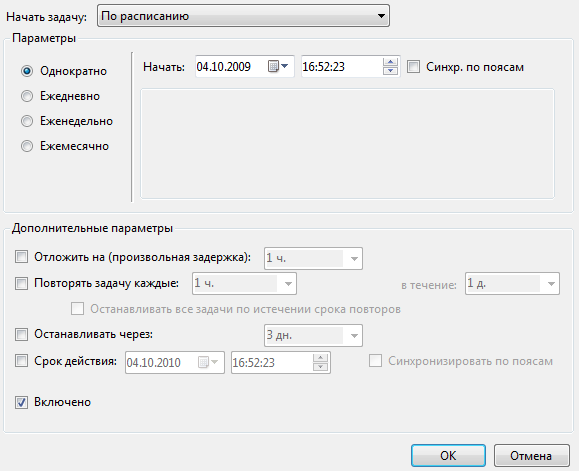 Начать задачу: По расписанию
Параметры
Однократно Начать: 04.10.2009 16:52:23 Синхр. по поясам
Ежедневно
Еженедельно
Ежемесячно
Дополнительные параметры
Отложить на (произвольная задержка): 1 ч.
Повторять задачу каждые: 1 ч. в течение: 1 д.
Останавливать все задачи по истечении срока повторов
Останавливать через: 3 дн.
Срок действия: 04.10.2010 16:52:23 Синхронизировать по поясам
Включено
ОК Отмена